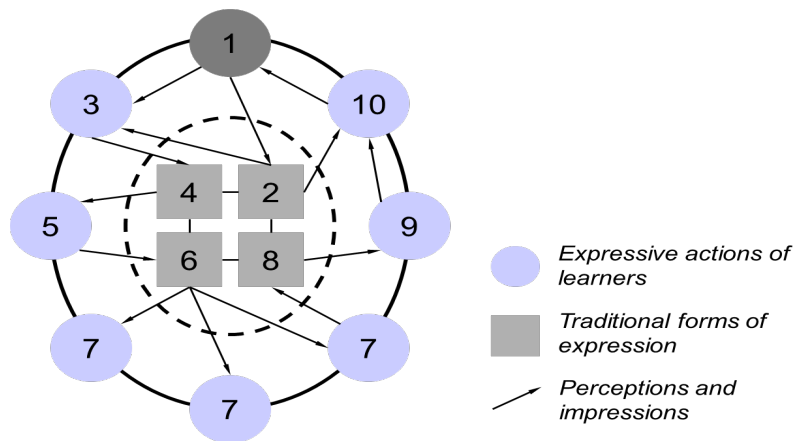 1
3
10
4
2
5
9
6
8
7
7
7
Expressive actions of
learners
Traditional forms of
expression
Perceptions and
impressions